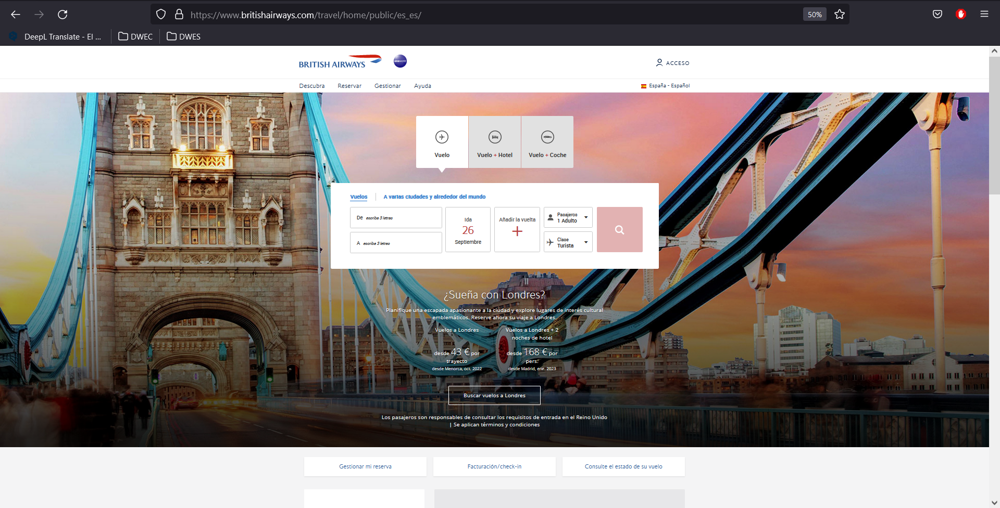 https://www.britishairways.com/travel/home/public/es_es/
50%
DeepL Translate - El ...
DWEC
DWES
BRITISH AIRWAYS
oneworld
ACCESO
Descubra
Reservar
Gestionar
Ayuda
España - Español
Vuelo
Vuelo + Hotel
Vuelo + Coche
Vuelos
A varias ciudades y alrededor del mundo
De escriba 3 letras
A escriba 3 letras
Ida
26
Septiembre
Añadir la vuelta
+
Pasajeros
1 Adulto
Clase
Turista
¿Sueña con Londres?
Planifique una escapada apasionante a la ciudad y explore lugares de interés cultural
emblemáticos. Reserve ahora su viaje a Londres.
Vuelos a Londres
desde 43 € por
trayecto
desde Menorca, oct. 2022
Vuelos a Londres + 2
noches de hotel
desde 168 € por
pers.
desde Madrid, ene. 2023
Buscar vuelos a Londres
Los pasajeros son responsables de consultar los requisitos de entrada en el Reino Unido
| Se aplican términos y condiciones
Gestionar mi reserva
Facturación/check-in
Consulte el estado de su vuelo